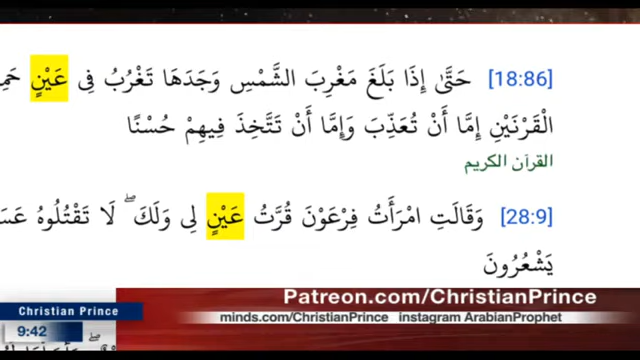 [18:86] حَتَّىٰ إِذَا بَلَغَ مَغْرِبَ الشَّمْسِ وَجَدَهَا تَغْرُبُ فِى عَيْنٍ
الْقَرْنَيْنِ إِمَّا أَنْ تُعَذِّبَ وَإِمَّا أَنْ تَتَّخِذَ فِيهِمْ حُسْنًا
القرآن الكريم
[28:9] وَقَالَتِ امْرَأَتُ فِرْعَوْنَ قُرَّتُ عَيْنٍ لِى وَلَكَ ۖ لَا تَقْتُلُوهُ
يَشْعُرُونَ
Patreon.com/ChristianPrince
Christian Prince
minds.com/ChristianPrince instagram ArabianProphet
9:42